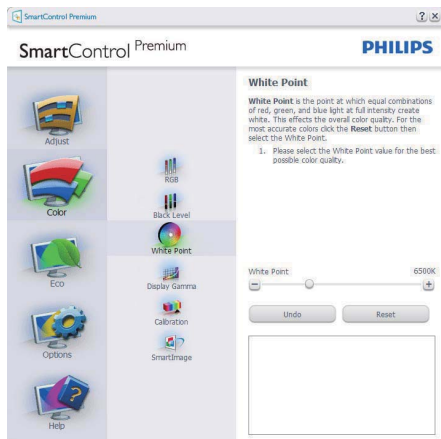 SmartControl Premium
SmartControl Premium
PHILIPS
Adjust
Color
Eco
Options
Help
RGB
Black Level
White Point
Display Gamma
Calibration
SmartImage
White Point
White Point is the point at which equal combinations
of red, green, and blue light at full intensity create
white. This effects the overall color quality. For the
most accurate colors click the Reset button then
select the White Point.
1. Please select the White Point value for the best
possible color quality.
White Point 6500K
Undo Reset